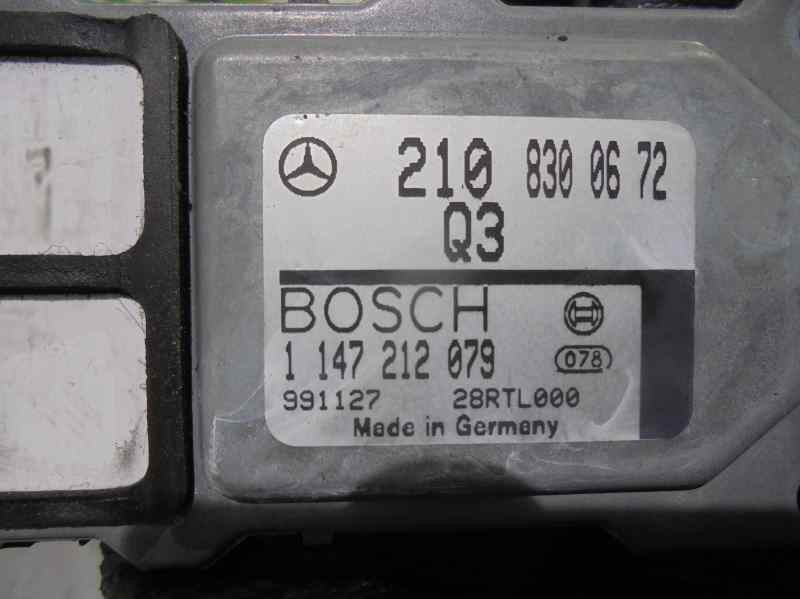 210 830 06 72
Q3
BOSCH
1 147 212 079 078
991127 28RTL000
Made in Germany